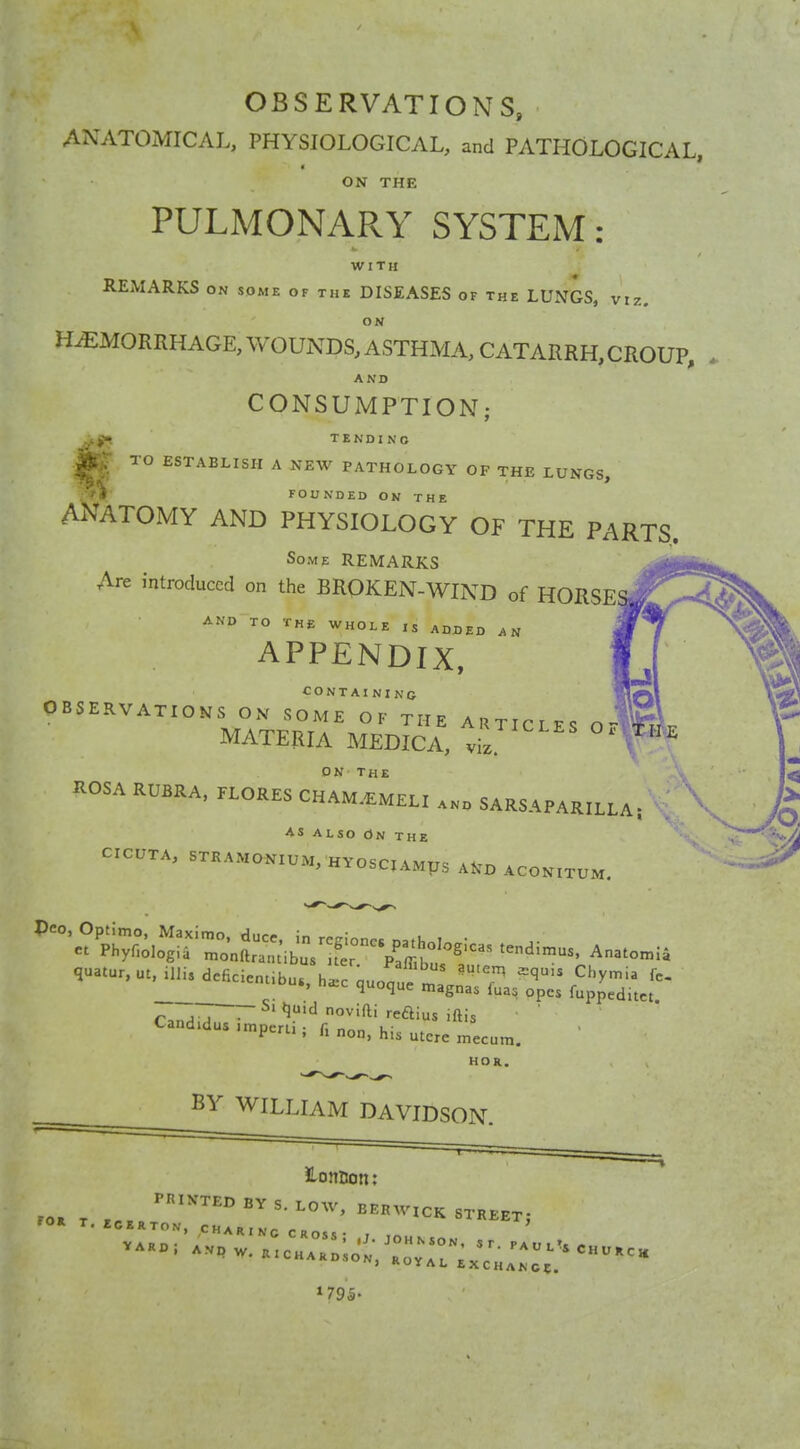 OBSERVATIONS,
ANATOMICAL, PHYSIOLOGICAL, and PATHOLOGICAL,
ON THE
PULMONARY SYSTEM:
WITH
REMARKS ON SOME OF THE DISEASES OF THE LUNGS, VIZ.
ON
HÆMORRHAGE, WOUNDS, ASTHMA, CATARRH, CROUP,
AND
CONSUMPTION;
TENDING
TO ESTABLISH A NEW PATHOLOGY OF THE LUNGS,
FOUNDED ON THE
ANATOMY AND PHYSIOLOGY OF THE PARTS.
SOME REMARKS
Are introduced on the BROKEN-WIND of HORSES,
AND TO THE WHOLE IS ADDED AN
APPENDIX,
CONTAINING
OBSERVATIONS ON SOME OF THE ARTICLES OF THE
MATERIA MEDICA, viz.
ON THE
ROSA RUBRA, FLORES CHAMÆMELI AND SARSAPARILLA;
AS ALSO ON THE
CICUTA, STRAMONIUM, HYOSCIAMUS AND ACONITUM.
Deo, Optimo, Maximo, duce, in regiones pathologicas tendimus, Anatomiâ
et Phyſiologiâ monſtrantibus iter. Paſſibus autem æquis Chymia ſe-
quatur, ut, illis deficientibus, hæc quoque magnas ſuas opes ſuppeditet.
Si quid noviſti rectius iſtis
Candidus imperti; ſi non, his utere mecum.
HOR.
BY WILLIAM DAVIDSON.
London:
PRINTED BY S. LOW, BERWICK STREET;
FOR T. EGERTON, CHARING CROSS; J. JOHNSON, ST. PAUL'S CHURCH
YARD; AND W. RICHARDSON, ROYAL EXCHANGE.
1795.